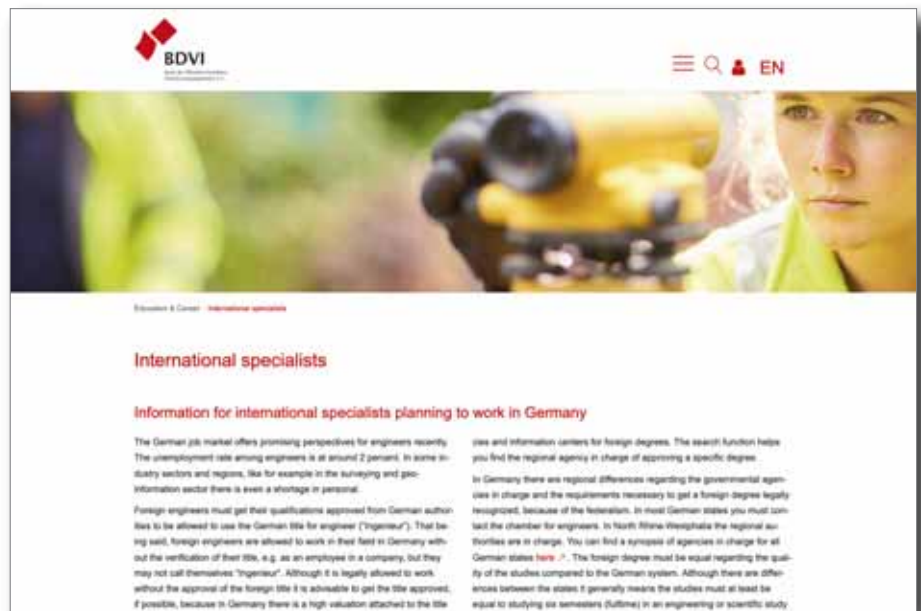 BDVI
EN
Education & Career International specialists
International specialists
Information for international specialists planning to work in Germany
The German job market offers promising perspectives for engineers recently.
The unemployment rate among engineers is at around 2 percent. In some in-
dustry sectors and regions, like for example in the surveying and geo-
information sector there is even a shortage in personal.
Foreign engineers must get their qualifications approved from German author-
ities to be allowed to use the German title for engineer ("Ingenieur"). That be-
ing said, foreign engineers are allowed to work in their field in Germany with-
out the verification of their title, e.g. as an employee in a company, but they
may not call themselves "Ingenieur". Although it is legally allowed to work
without the approval of the foreign title it is advisable to get the title approved,
if possible, because in Germany there is a high valuation attached to the title
cies and information centers for foreign degrees. The search function helps
you find the regional agency in charge of approving a specific degree.
In Germany there are regional differences regarding the governmental agen-
cies in charge and the requirements necessary to get a foreign degree legally
recognized, because of the federalism. In most German states you must con-
tact the chamber for engineers. In North Rhine-Westphalia the regional au-
thorities are in charge. You can find a synopsis of agencies in charge for all
German states here . The foreign degree must be equal regarding the qual-
ity of the studies compared to the German system. Although there are differ-
ences between the states it generally means the studies must at least be
equal to studying six semesters (fulltime) in an engineering or scientific study